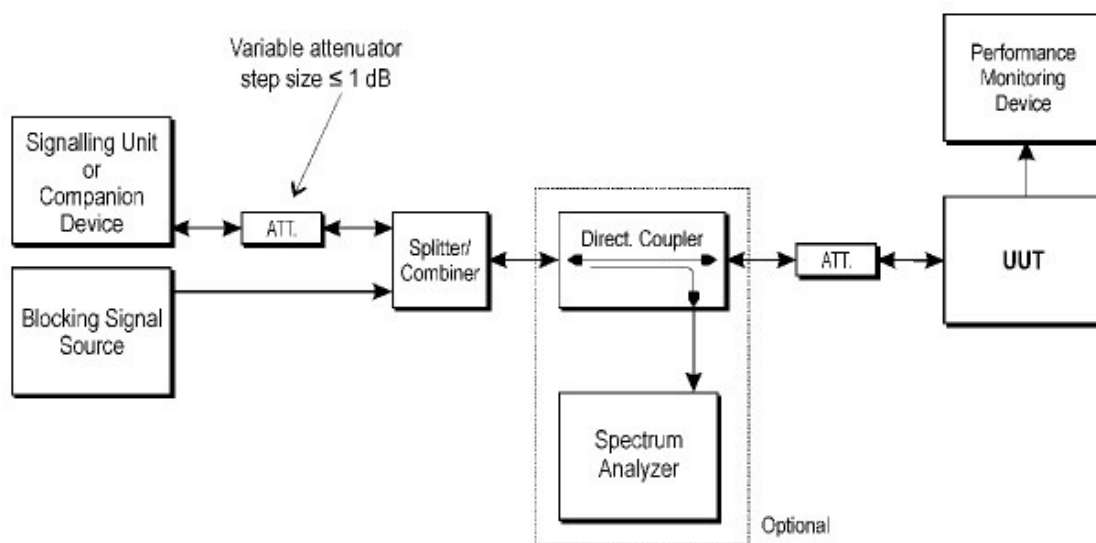 Variable attenuator
step size ≤ 1 dB
Performance
Monitoring
Device
Signalling Unit
or
Companion
Device
ATT.
Splitter/
Combiner
Direct. Coupler
ATT.
UUT
Blocking Signal
Source
Spectrum
Analyzer
Optional